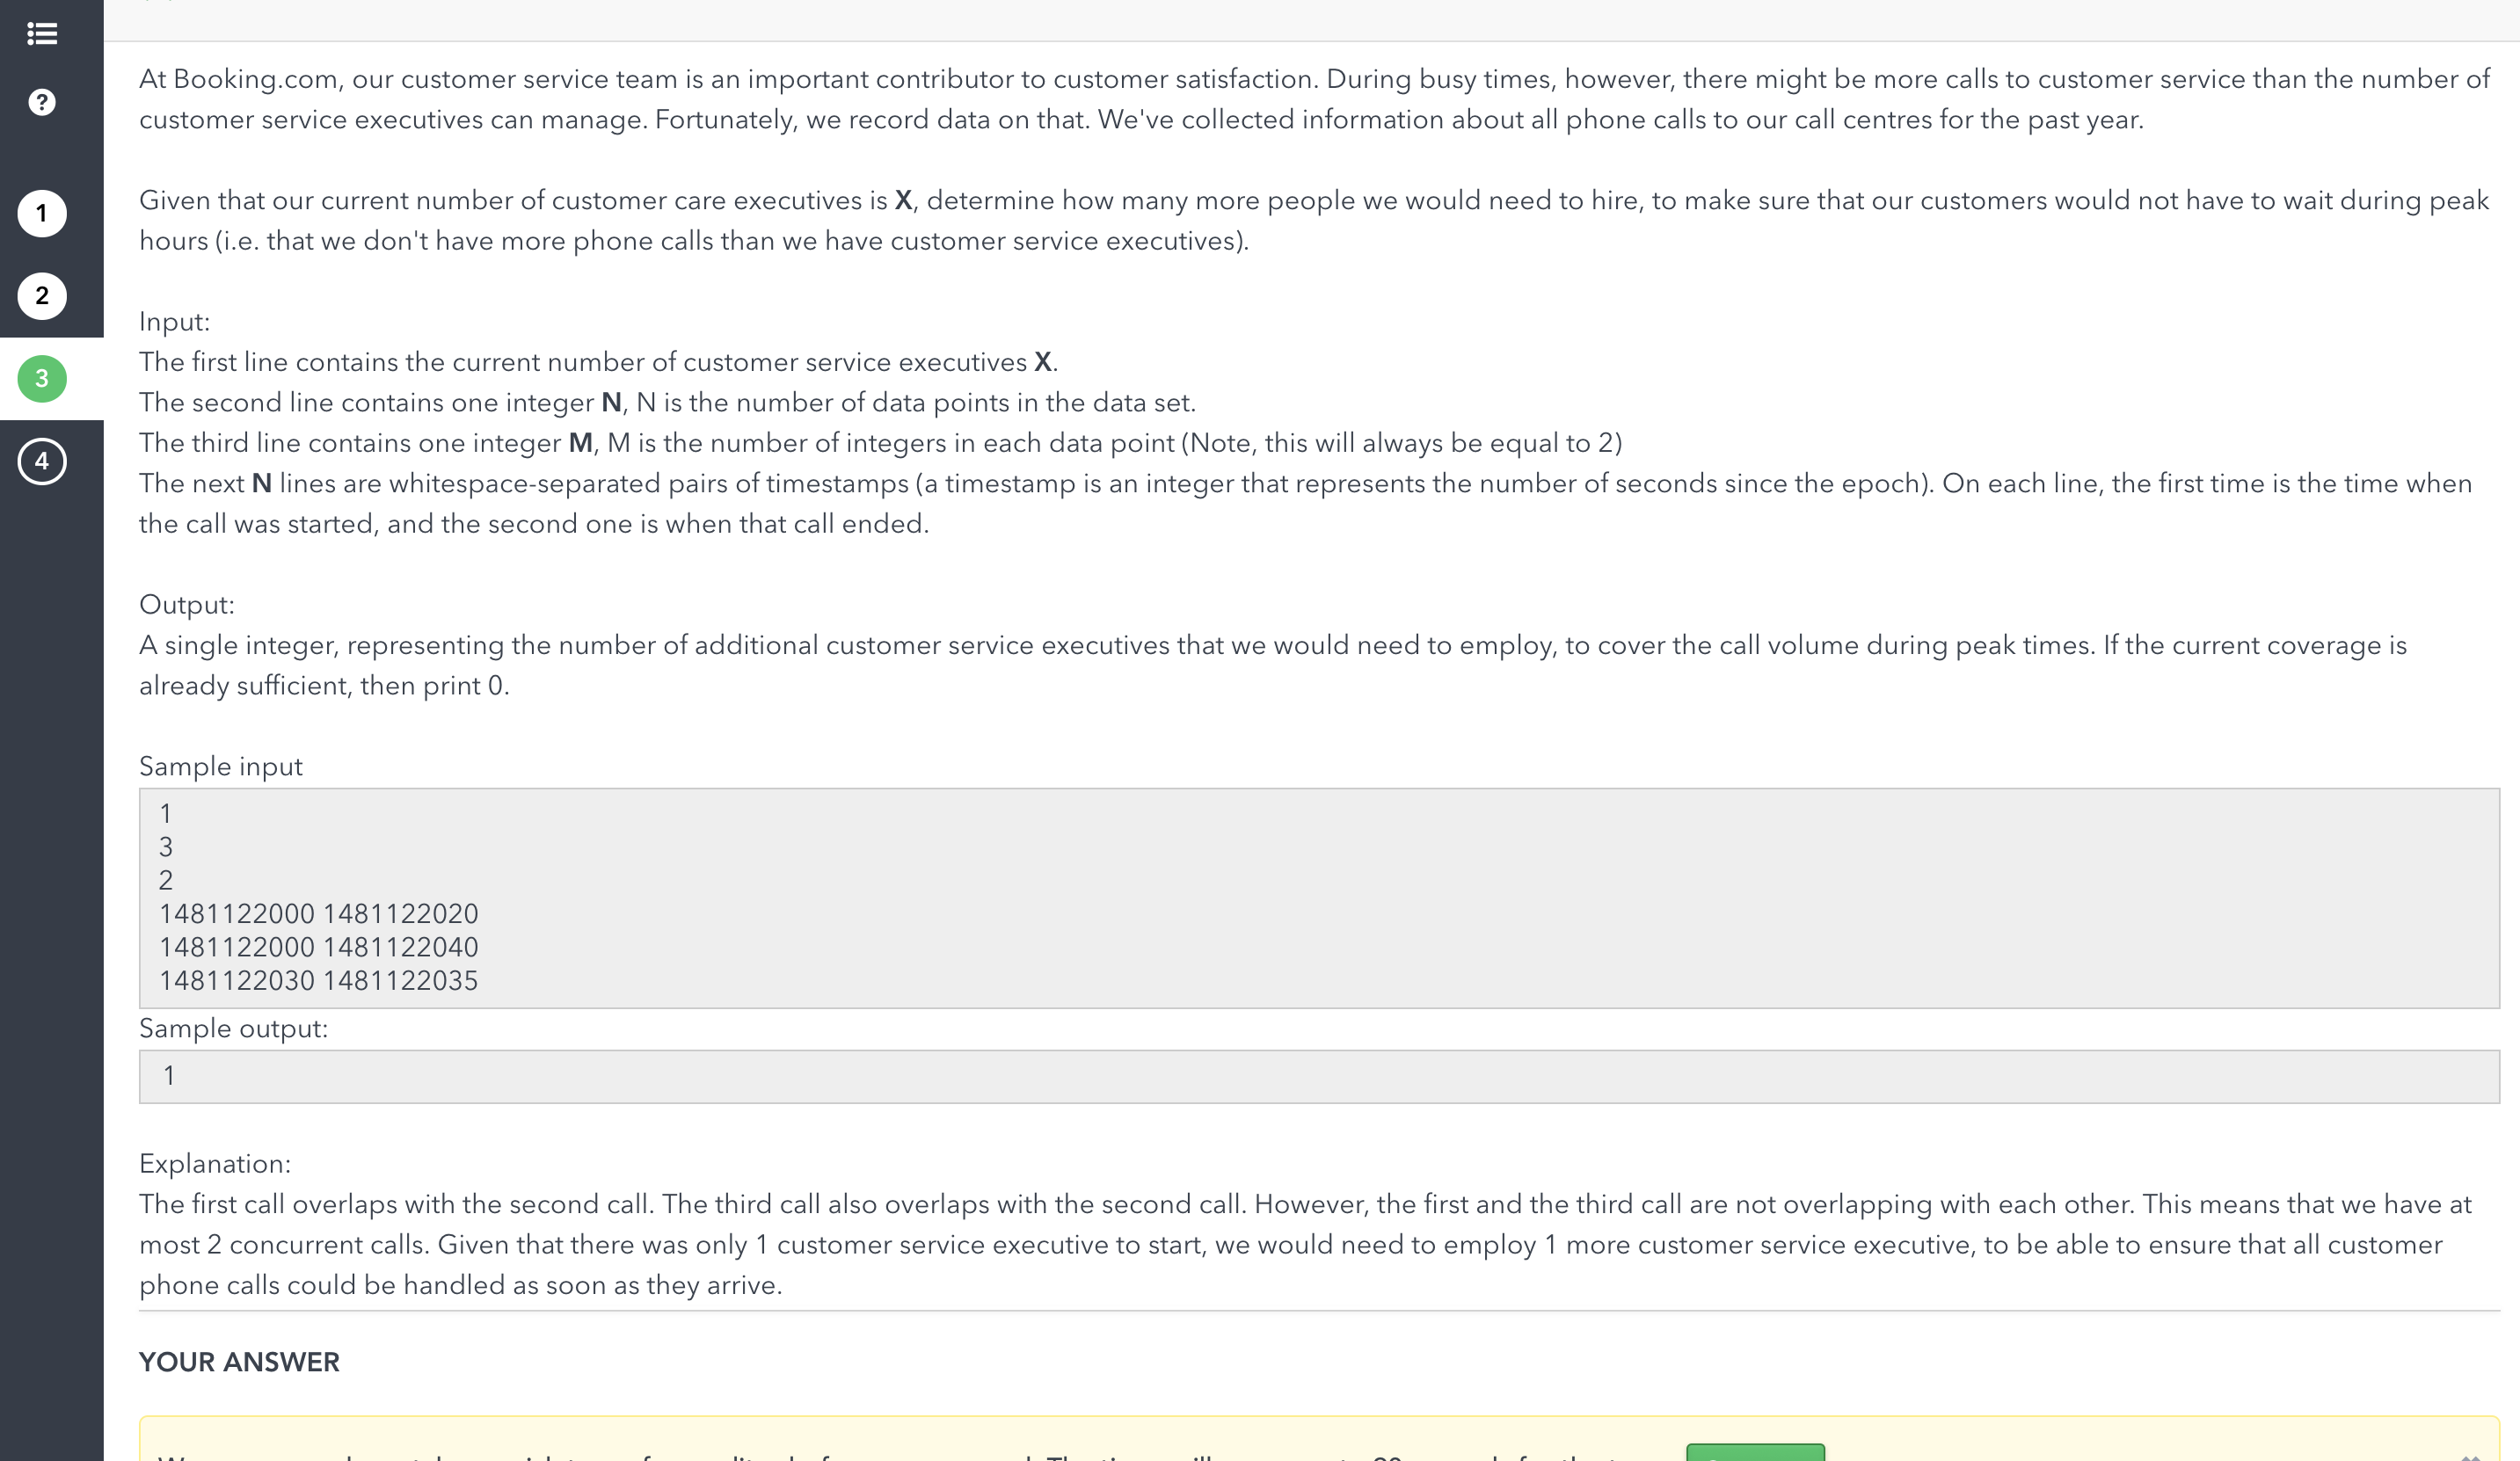 At Booking.com, our customer service team is an important contributor to customer satisfaction. During busy times, however, there might be more calls to customer service than the number of
customer service executives can manage. Fortunately, we record data on that. We've collected information about all phone calls to our call centres for the past year.
Given that our current number of customer care executives is X, determine how many more people we would need to hire, to make sure that our customers would not have to wait during peak
hours (i.e. that we don't have more phone calls than we have customer service executives).
Input:
The first line contains the current number of customer service executives X.
The second line contains one integer N, N is the number of data points in the data set.
The third line contains one integer M, M is the number of integers in each data point (Note, this will always be equal to 2)
The next N lines are whitespace-separated pairs of timestamps (a timestamp is an integer that represents the number of seconds since the epoch). On each line, the first time is the time when
the call was started, and the second one is when that call ended.
Output:
A single integer, representing the number of additional customer service executives that we would need to employ, to cover the call volume during peak times. If the current coverage is
already sufficient, then print 0.
Sample input
1
3
2
1481122000 1481122020
1481122000 1481122040
1481122030 1481122035
Sample output:
1
Explanation:
The first call overlaps with the second call. The third call also overlaps with the second call. However, the first and the third call are not overlapping with each other. This means that we have at
most 2 concurrent calls. Given that there was only 1 customer service executive to start, we would need to employ 1 more customer service executive, to be able to ensure that all customer
phone calls could be handled as soon as they arrive.
YOUR ANSWER
?
1
2
3
4